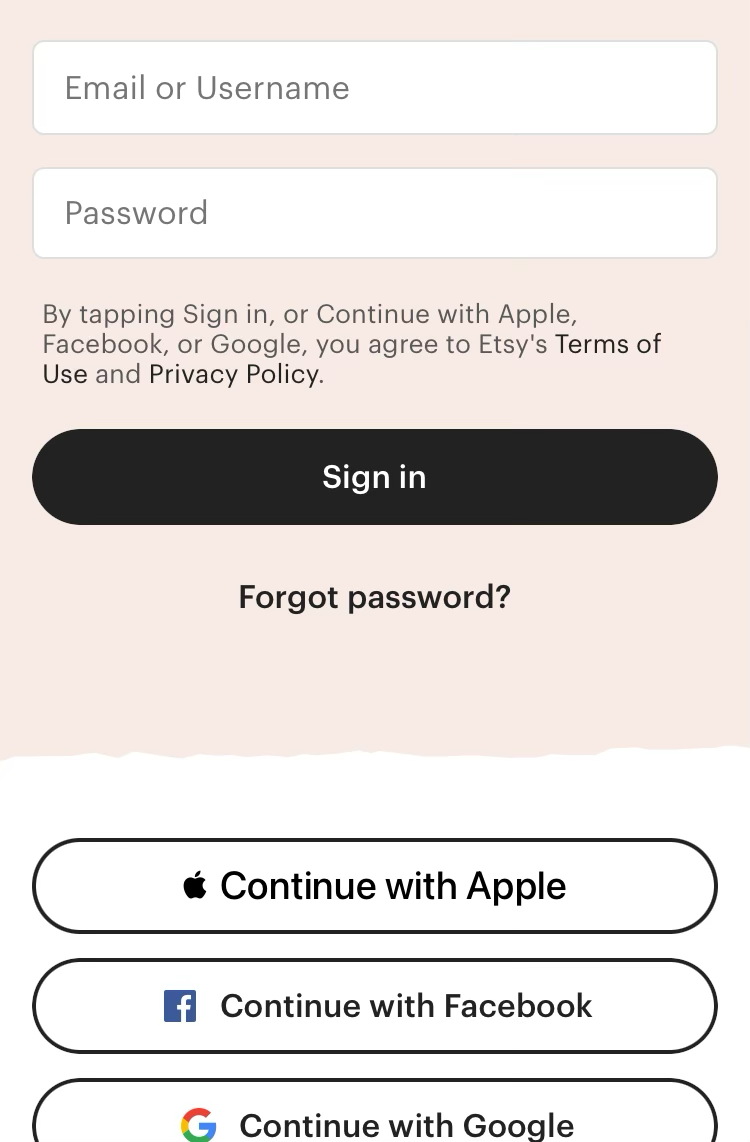 Email or Username
Password
By tapping Sign in, or Continue with Apple,
Facebook, or Google, you agree to Etsy's Terms of
Use and Privacy Policy.
Sign in
Forgot password?
Continue with Apple
Continue with Facebook
Continue with Google